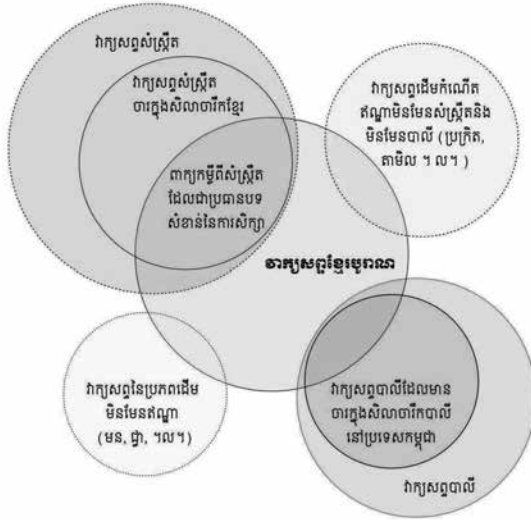 វាក្យសព្ទសំស្រ្កឹត
វាក្យសព្ទសំស្រ្កឹត
ចារក្នុងសិលាចារឹកខ្មែរ
ពាក្យកម្ចីពីសំស្រ្កឹត
ដែលជាប្រធានបទ
សំខាន់នៃការសិក្សា
វាក្យសព្ទដើមកំណើត
ឥណ្ឌាមិនមែនសំស្រ្កឹតនិង
មិនមែនបាលី (ប្រក្រិត,
តាមិល ។ ល។ )
វាក្យសព្ទខ្មែរបូរាណ
វាក្យសព្ទនៃប្រភពដើម
មិនមែនឥណ្ឌា
(មន, ជ្វា, ។ល។)
វាក្យសព្ទបាលីដែលមាន
ចារក្នុងសិលាចារឹកបាលី
នៅប្រទេសកម្ពុជា
វាក្យសព្ទបាលី